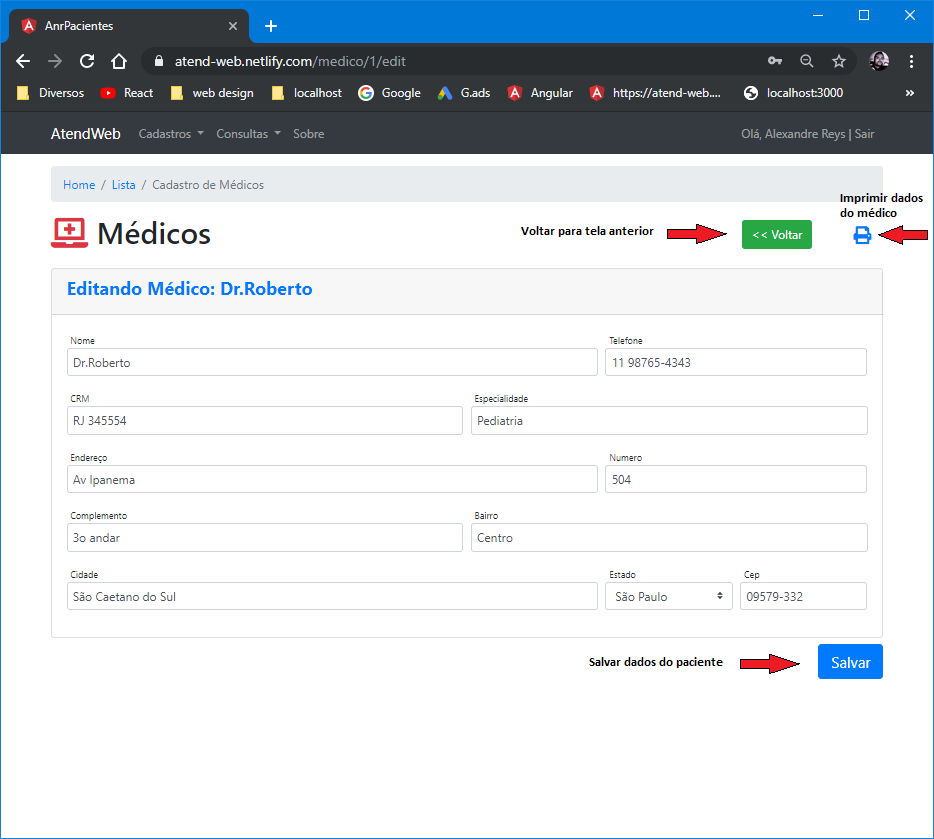 AnrPacientes
atend-web.netlify.com/medico/1/edit
Diversos React web design localhost Google G.ads Angular https://atend-web.... localhost:3000 »
AtendWeb Cadastros Consultas Sobre Olá, Alexandre Reys | Sair
Home / Lista / Cadastro de Médicos
Imprimir dados
do médico
Médicos Voltar para tela anterior << Voltar
Editando Médico: Dr.Roberto
Nome Telefone
Dr.Roberto 11 98765-4343
CRM Especialidade
RJ 345554 Pediatria
Endereço Numero
Av Ipanema 504
Complemento Bairro
3o andar Centro
Cidade Estado Cep
São Caetano do Sul São Paulo 09579-332
Salvar dados do paciente Salvar